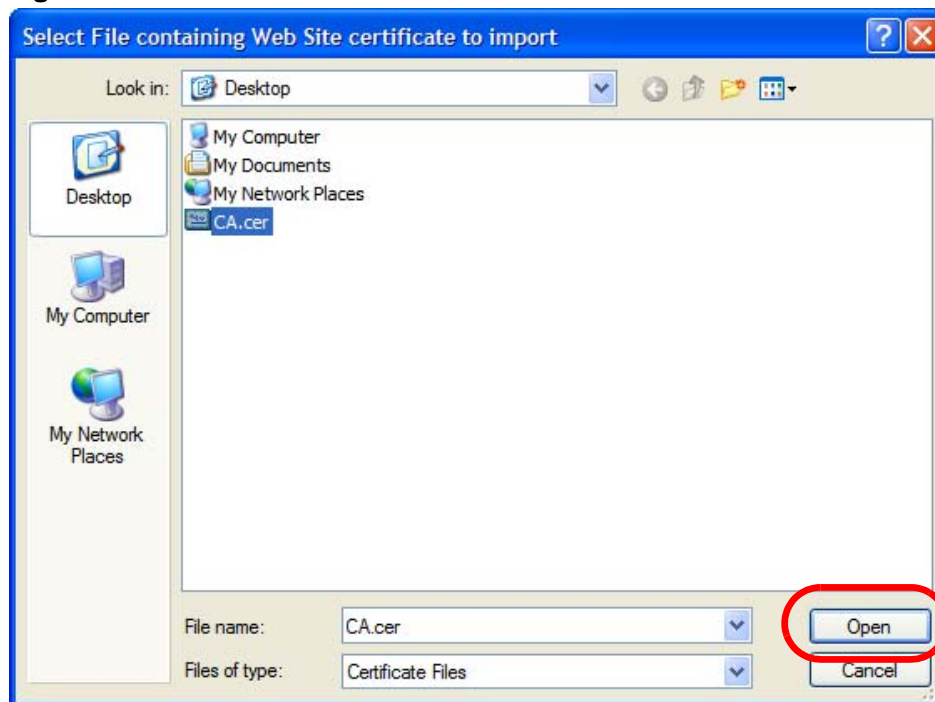 Select File containing Web Site certificate to import
Look in: Desktop
My Computer
My Documents
My Network Places
CA.cer
Desktop
My Computer
My Network
Places
File name: CA.cer Open
Files of type: Certificate Files Cancel